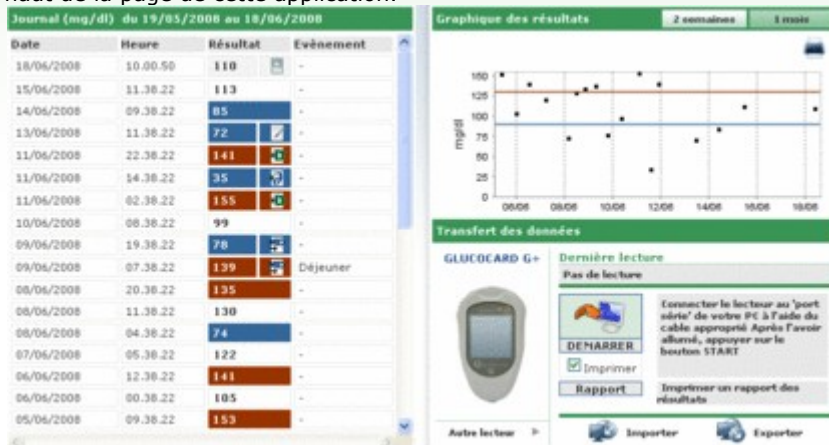 haut de la page de cette application.
Journal (mg/dl) du 19/05/2008 au 18/06/2008
Date Heure Résultat Evènement
18/06/2008 10.00.50 110 -
15/06/2008 11.38.22 113 -
14/06/2008 09.38.22 85 -
13/06/2008 11.38.22 72 -
11/06/2008 22.38.22 141 -
11/06/2008 14.38.22 35 -
11/06/2008 02.38.22 155 -
10/06/2008 08.38.22 99 -
09/06/2008 19.38.22 78 -
09/06/2008 07.38.22 139 Déjeuner
08/06/2008 20.38.22 135 -
08/06/2008 11.38.22 130 -
08/06/2008 04.38.22 74 -
07/06/2008 05.38.22 122 -
06/06/2008 12.38.22 141 -
06/06/2008 00.38.22 105 -
05/06/2008 09.38.22 153 -
Graphique des résultats 2 semaines 1 mois
mg/dl
150
125
100
75
50
25
0
06/06 08/06 10/06 12/06 14/06 16/06 18/06
Transfert des données
GLUCOCARD G+
Autre lecteur
Dernière lecture
Pas de lecture
DEMARRER
Imprimer
Connecter le lecteur au 'port
série' de votre PC à l'aide du
cable approprié Après l'avoir
allumé, appuyer sur le
bouton START
Rapport
Imprimer un rapport des
résultats
Importer Exporter